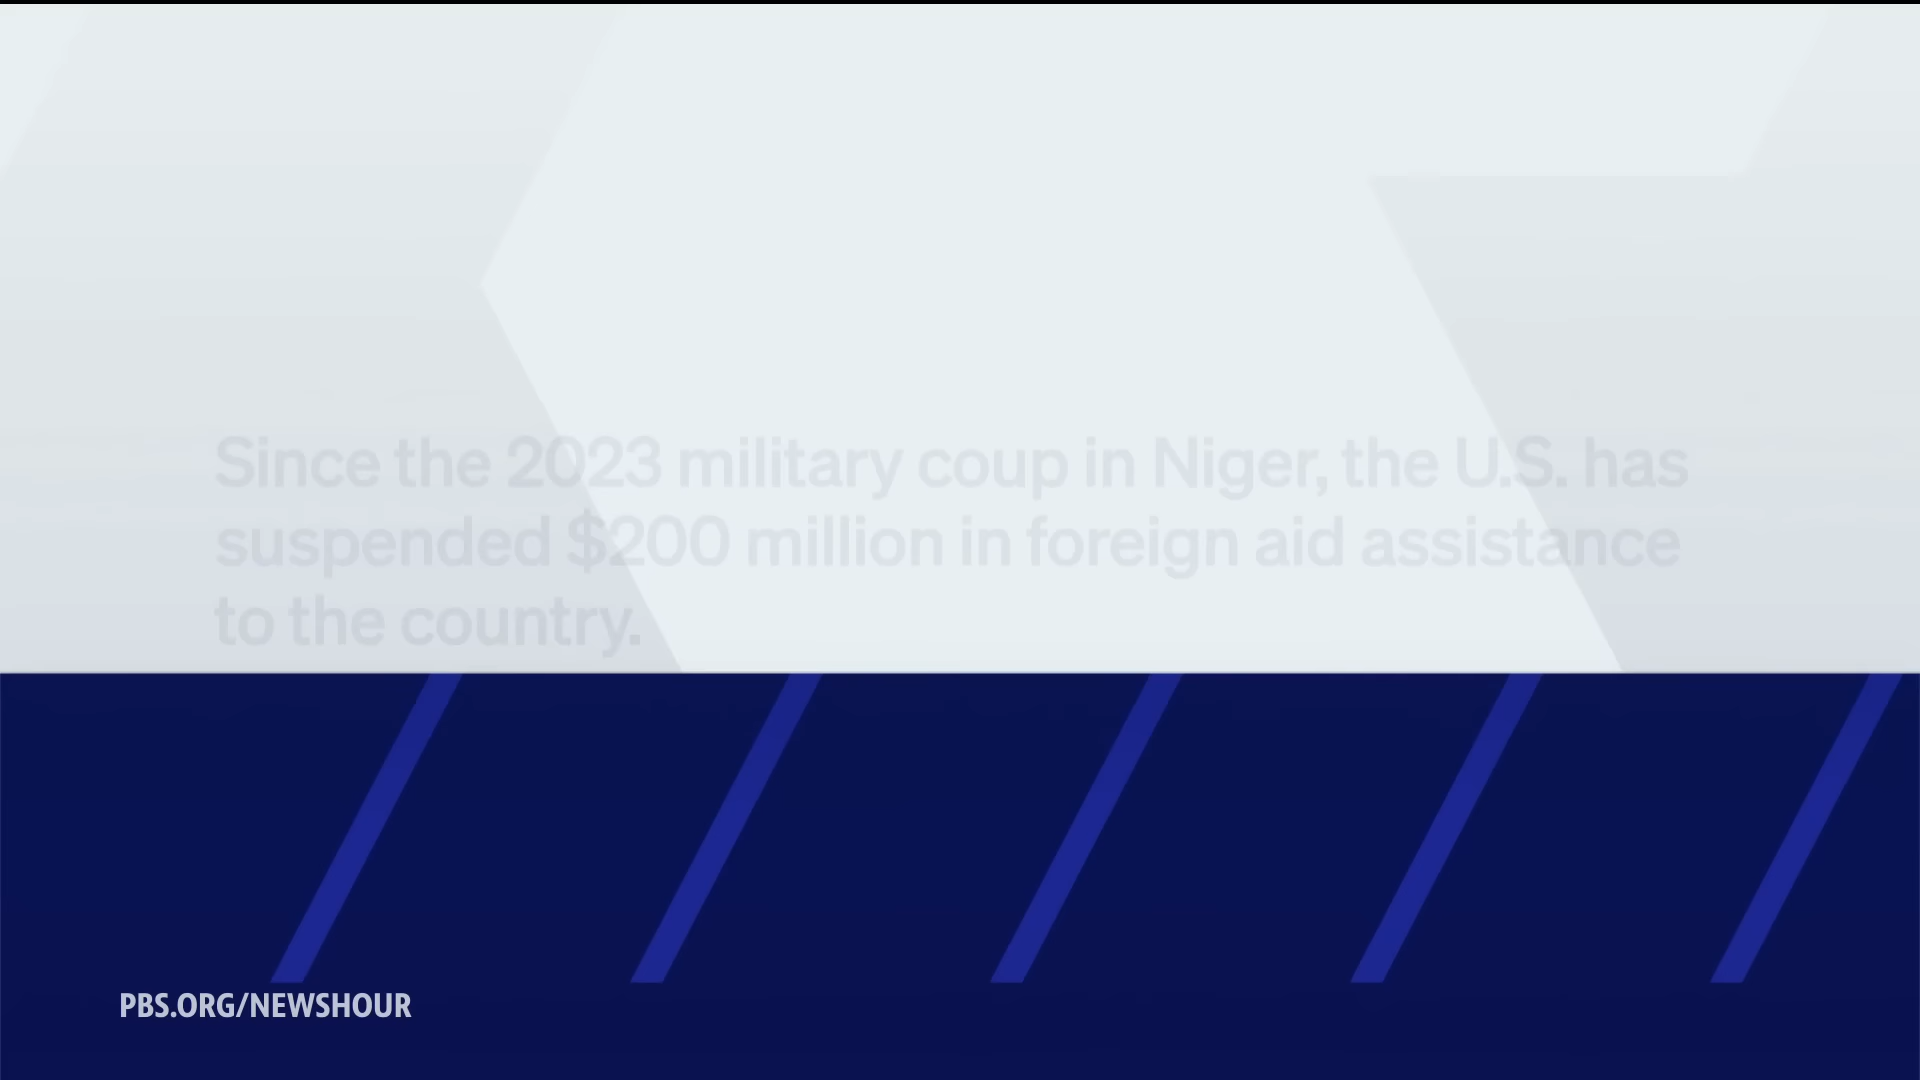 Since the 2023 military coup in Niger, the U.S. has
suspended $200 million in foreign aid assistance
to the country.
PBS.ORG/NEWSHOUR